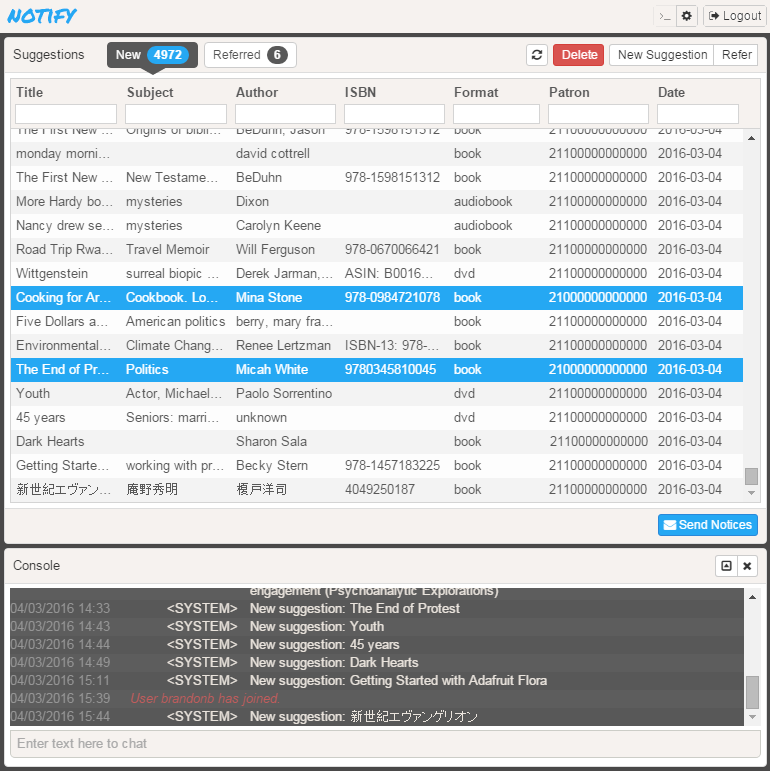 NOTIFY >_ Logout
Suggestions New 4972 Referred 6 Delete New Suggestion Refer
Title Subject Author ISBN Format Patron Date
The First New ... Origins of bibli... BeDuhn, Jason 978-1598151312 book 21100000000000 2016-03-04
monday morni... david cottrell book 21100000000000 2016-03-04
The First New ... New Testame... BeDuhn 978-1598151312 book 21100000000000 2016-03-04
More Hardy bo... mysteries Dixon audiobook 21100000000000 2016-03-04
Nancy drew se... mysteries Carolyn Keene audiobook 21100000000000 2016-03-04
Road Trip Rwa... Travel Memoir Will Ferguson 978-0670066421 book 21100000000000 2016-03-04
Wittgenstein surreal biopic ... Derek Jarman,... ASIN: B0016... dvd 21100000000000 2016-03-04
Cooking for Ar... Cookbook. Lo... Mina Stone 978-0984721078 book 21000000000000 2016-03-04
Five Dollars a... American politics berry, mary fra... book 21100000000000 2016-03-04
Environmental... Climate Chang... Renee Lertzman ISBN-13: 978-... book 21100000000000 2016-03-04
The End of Pr... Politics Micah White 9780345810045 book 21000000000000 2016-03-04
Youth Actor, Michael... Paolo Sorrentino dvd 21100000000000 2016-03-04
45 years Seniors: marri... unknown dvd 21100000000000 2016-03-04
Dark Hearts Sharon Sala book 21100000000000 2016-03-04
Getting Starte... working with pr... Becky Stern 978-1457183225 book 21100000000000 2016-03-04
新世紀エヴァン... 庵野秀明 榎戸洋司 4049250187 book 21100000000000 2016-03-04
Send Notices
Console
engagement (Psychoanalytic Explorations)
04/03/2016 14:33 <SYSTEM> New suggestion: The End of Protest
04/03/2016 14:43 <SYSTEM> New suggestion: Youth
04/03/2016 14:44 <SYSTEM> New suggestion: 45 years
04/03/2016 14:49 <SYSTEM> New suggestion: Dark Hearts
04/03/2016 15:11 <SYSTEM> New suggestion: Getting Started with Adafruit Flora
04/03/2016 15:39 User brandonb has joined.
04/03/2016 15:44 <SYSTEM> New suggestion: 新世紀エヴァンゲリオン
Enter text here to chat